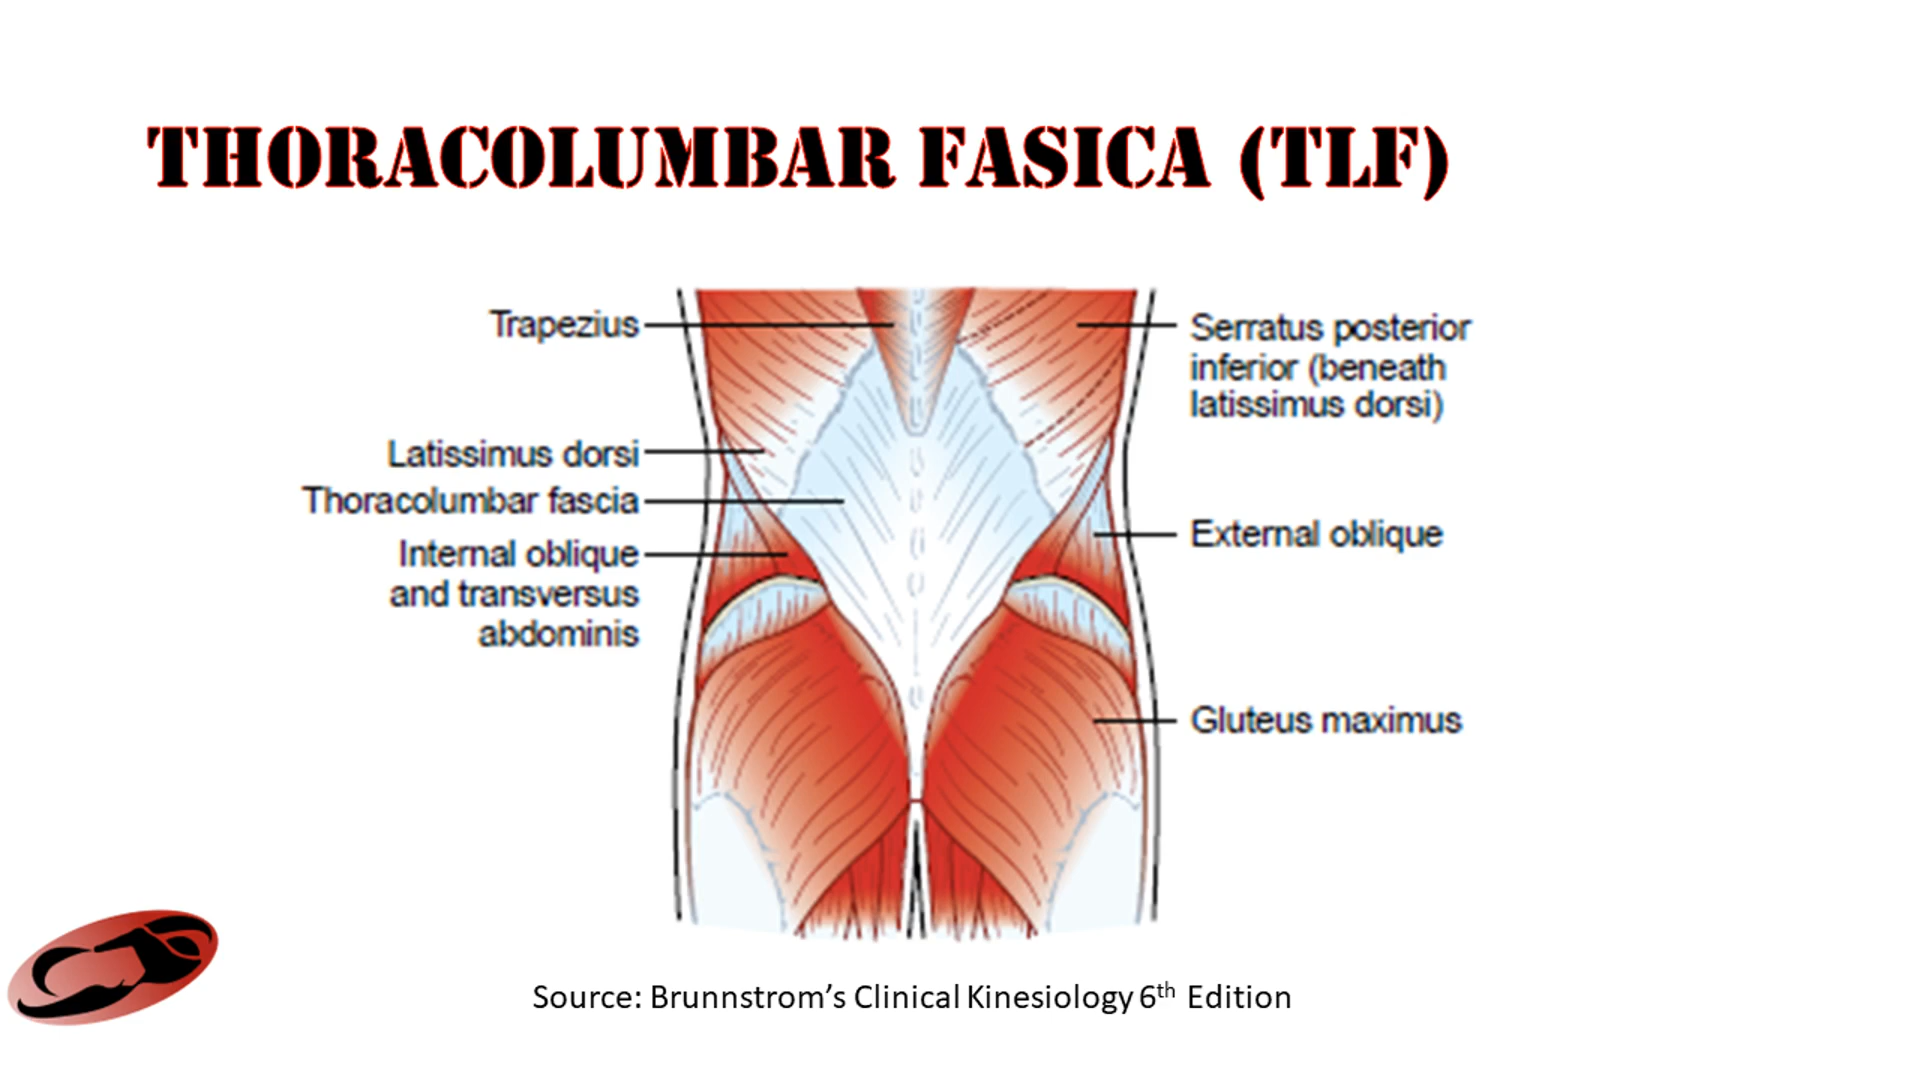 THORACOLUMBAR FASICA (TLF)
Trapezius
Latissimus dorsi
Thoracolumbar fascia
Internal oblique
and transversus
abdominis
Serratus posterior
inferior (beneath
latissimus dorsi)
External oblique
Gluteus maximus
Source: Brunnstrom’s Clinical Kinesiology 6th Edition